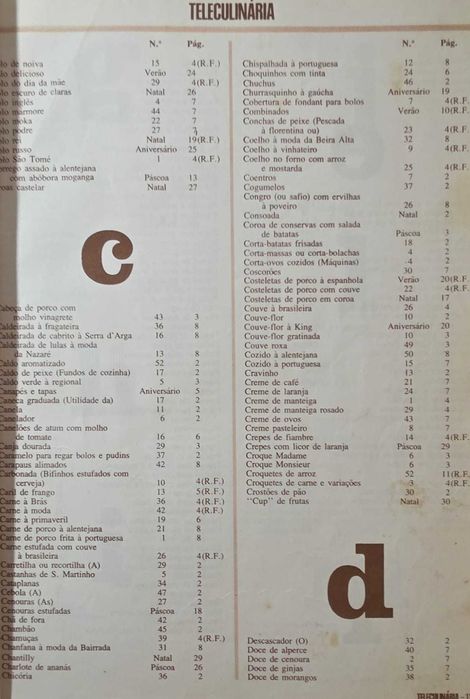 TELECULINÁRIA
N.º Pág.
lo de noiva 15 4(R.F.)
lo delicioso Verão 24
lo do dia da mãe 29 4(R.F.)
lo escuro de claras Natal 26
lo inglês 4 7
lo mármore 44 7
lo moka 22 7
lo podre 27 7
lo rei Natal 19(R.F.)
lo russo Aniversário 25
lo São Tomé 1 4(R.F.)
orrego assado à alentejana
com abóbora moganga Páscoa 13
roas castelar Natal 27
c
Cabeça de porco com
molho vinagrete 43 3
Caldeirada à fragateira 36 8
Caldeirada de cabrito à Serra d'Arga 16 8
Caldeirada de lulas à moda
da Nazaré 13 8
Caldo aromatizado 52 2
Caldo de peixe (Fundos de cozinha) 17 2
Caldo verde à regional 5 3
Canapés e tapas Aniversário 5
Caneca graduada (Utilidade da) 17 2
Canela 11 2
Canelador 6 2
Canelões de atum com molho
de tomate 16 6
Canja dourada 29 3
Caramelo para regar bolos e pudins 37 2
Carapaus alimados 42 8
Carbonada (Bifinhos estufados com
cerveja) 10 4(R.F.)
Caril de frango 13 5(R.F.)
Carne à Brás 36 4(R.F.)
Carne à moda 42 4(R.F.)
Carne à primaveril 19 6
Carne de porco à alentejana 21 8
Carne de porco frita à portuguesa 1 8
Carne estufada com couve
à brasileira 26 4(R.F.)
Carretilha ou recortilha (A) 29 2
Castanhas de S. Martinho 5 2
Cataplanas 34 2
Cebola (A) 47 2
Cenouras (As) 27 2
Cenouras estufadas Páscoa 18
Chá de fora 42 2
Chambão 45 2
Chamuças 39 4(R.F.)
Chanfana à moda da Bairrada 31 8
Chantilly Natal 29
Charlote de ananás Páscoa 26
Chicória 36 2
N.º Pág.
Chispalhada à portuguesa 12 8
Choquinhos com tinta 24 6
Chuchus 46 2
Churrasquinho à gaúcha Aniversário 19
Cobertura de fondant para bolos 7 4(R.F.)
Combinados Verão 10(R.F.)
Conchas de peixe (Pescada
à florentina ou) 23 4(R.F.)
Coelho à moda da Beira Alta 32 8
Coelho à vinhateiro 9 4(R.F.)
Coelho no forno com arroz
e mostarda 25 4(R.F.)
Coentros 7 2
Cogumelos 37 2
Congro (ou safio) com ervilhas
à poveiro 26 8
Consoada Natal 2
Coroa de conservas com salada
de batatas Páscoa 3
Corta-batatas frisadas 18 2
Corta-massas ou corta-bolachas 4 2
Corta-ovos cozidos (Máquinas) 4 2
Coscorões 30 7
Costeletas de porco à espanhola Verão 20(R.F.)
Costeletas de porco com couve 22 4(R.F.)
Costeletas de porco em coroa Natal 17
Couve à brasileira 26 4
Couve-flor 10 2
Couve-flor à King Aniversário 20
Couve-flor gratinada 10 3
Couve roxa 49 3
Cozido à alentejana 50 8
Cozido à portuguesa 15 7
Cravinho 13 2
Creme de café 21 7
Creme de laranja 24 7
Creme de manteiga 1 4
Creme de manteiga rosado 29 4
Creme de ovos 43 7
Creme pasteleiro 8 7
Crepes de fiambre 14 4(R.F.)
Crepes com licor de laranja Páscoa 29
Croque Madame 6 3
Croque Monsieur 6 3
Croquetes de arroz 52 11(R.F.)
Croquetes de carne e variações 3 4(R.F.)
Crostões de pão 30 2
"Cup" de frutas Natal 30
d
Descascador (O) 32 2
Doce de alperce 40 7
Doce de cenoura 2 7
Doce de ginjas 35 7
Doce de morangos 38 2
TELECULINÁRIA